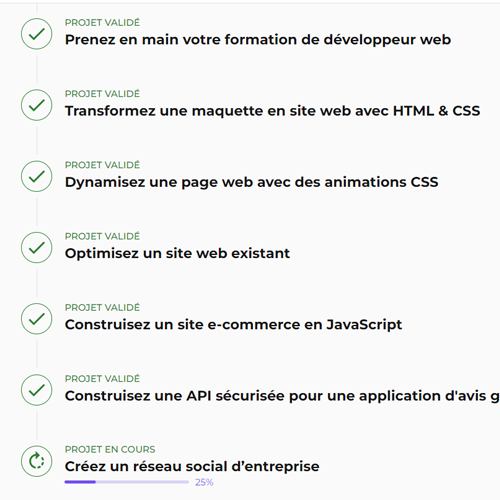 PROJET VALIDÉ
Prenez en main votre formation de développeur web
PROJET VALIDÉ
Transformez une maquette en site web avec HTML & CSS
PROJET VALIDÉ
Dynamisez une page web avec des animations CSS
PROJET VALIDÉ
Optimisez un site web existant
PROJET VALIDÉ
Construisez un site e-commerce en JavaScript
PROJET VALIDÉ
Construisez une API sécurisée pour une application d'avis g
PROJET EN COURS
Créez un réseau social d’entreprise
25%